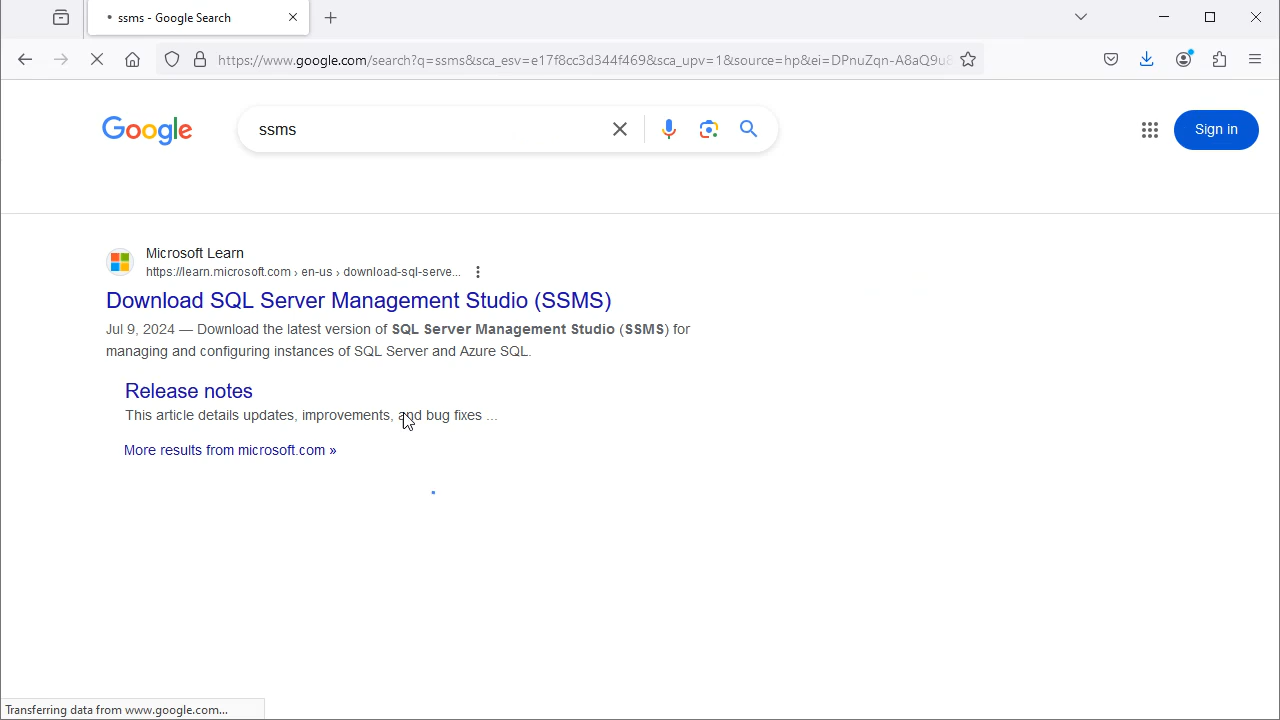 ssms - Google Search
https://www.google.com/search?q=ssms&sca_esv=e17f8cc3d344f469&sca_upv=1&source=hp&ei=DPnuZqn-A8aQ9u8
Google
ssms
Sign in
Microsoft Learn
https://learn.microsoft.com › en-us › download-sql-serve...
Download SQL Server Management Studio (SSMS)
Jul 9, 2024 — Download the latest version of SQL Server Management Studio (SSMS) for
managing and configuring instances of SQL Server and Azure SQL.
Release notes
This article details updates, improvements, and bug fixes ...
More results from microsoft.com »
Transferring data from www.google.com...